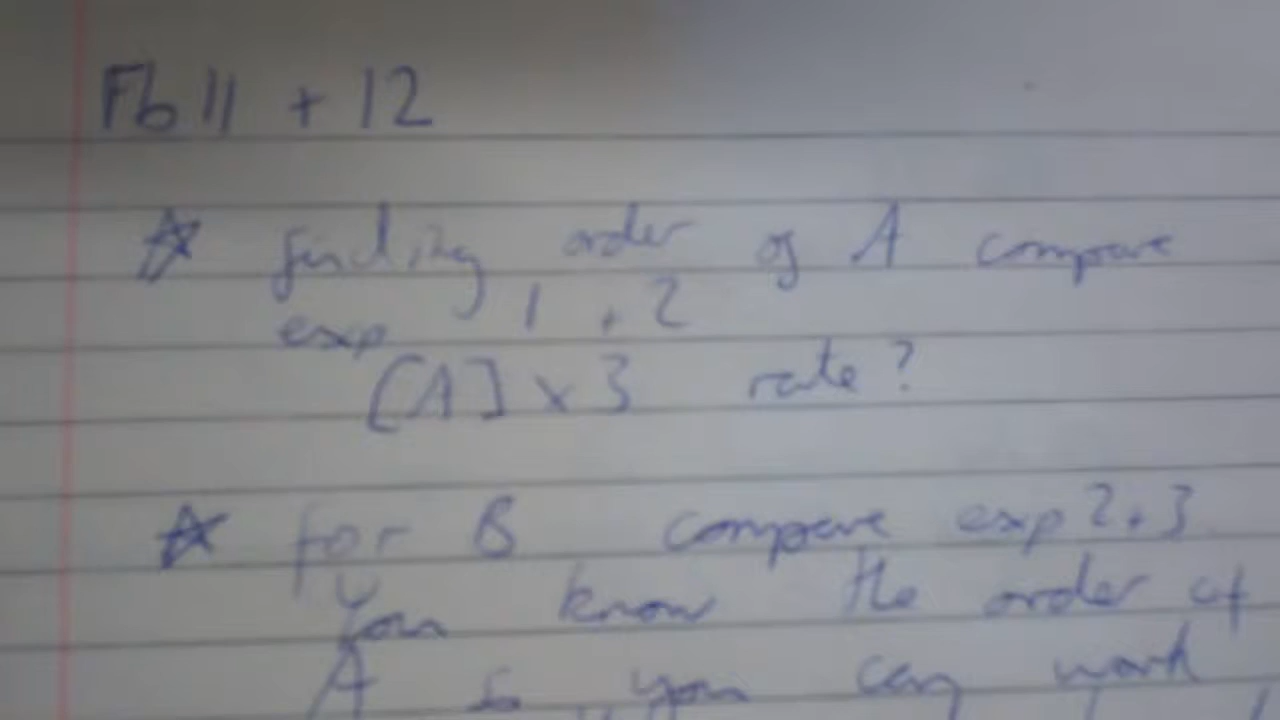 Fb 11 + 12
☆ finding order of A compare
exp 1 + 2
[A] x 3 rate?
☆ for B compare exp 2 + 3
You know the order of
A so you can work